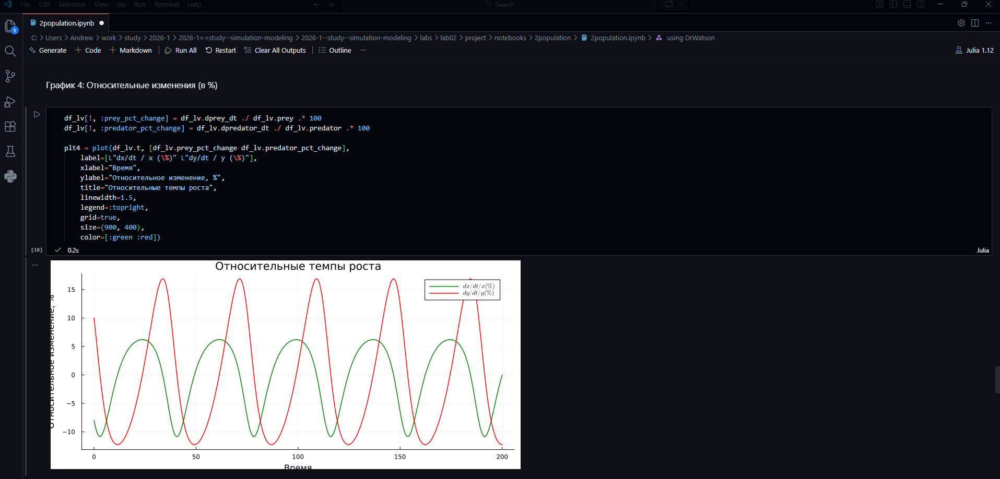 File Edit Selection View Go Run Terminal Help
Search
2population.ipynb
1
C: > Users > Andrew > work > study > 2026-1 > 2026-1==study--simulation-modeling > 2026-1--study--simulation-modeling > labs > lab02 > project > notebooks > 2population > 2population.ipynb > using DrWatson
Generate + Code + Markdown | Run All Restart Clear All Outputs | Outline ...
Julia 1.12
График 4: Относительные изменения (в %)
df_lv[!, :prey_pct_change] = df_lv.dprey_dt ./ df_lv.prey .* 100
df_lv[!, :predator_pct_change] = df_lv.dpredator_dt ./ df_lv.predator .* 100
plt4 = plot(df_lv.t, [df_lv.prey_pct_change df_lv.predator_pct_change],
label=[L"dx/dt / x (\%)" L"dy/dt / y (\%)"],
xlabel="Время",
ylabel="Относительное изменение, %",
title="Относительные темпы роста",
linewidth=1.5,
legend=:topright,
grid=true,
size=(900, 400),
color=[:green :red])
[18]
0.2s
Julia
Относительные темпы роста
dx/dt/x(%)
dy/dt/y(%)
Относительное изменение, %
15
10
5
0
−5
−10
0 50 100 150 200
Время